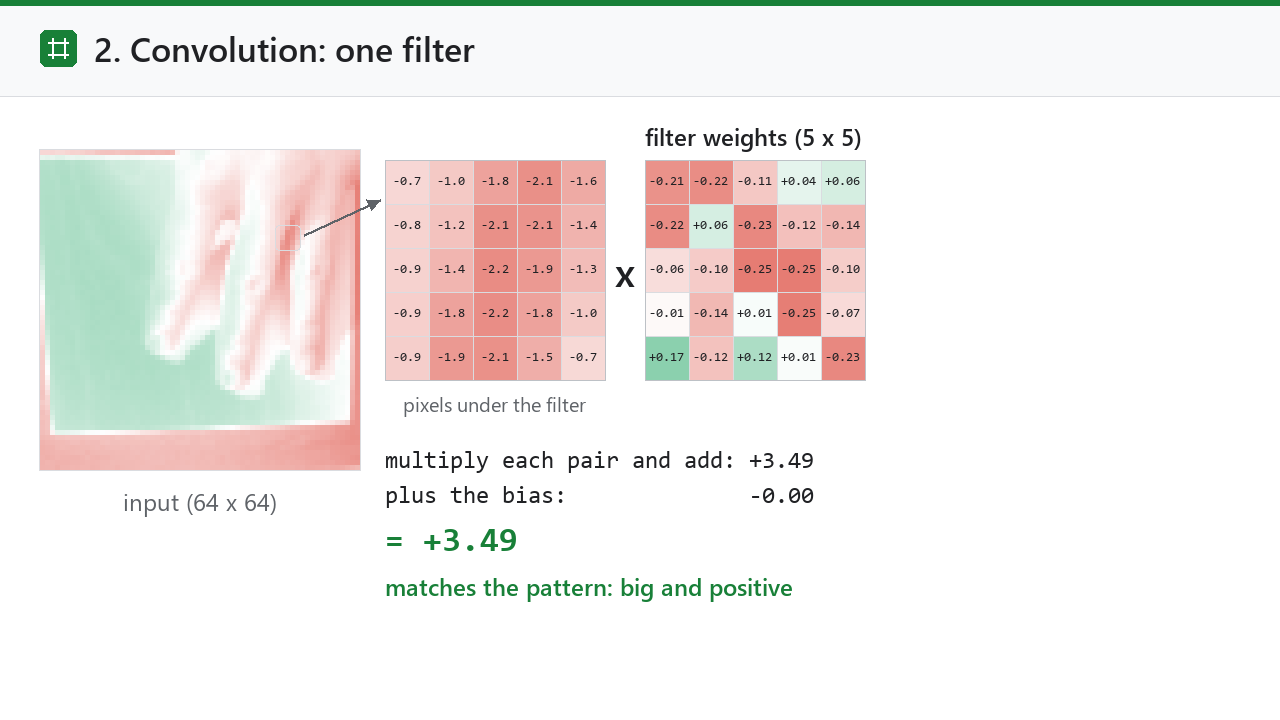 2. Convolution: one filter
filter weights (5 x 5)
-0.7 -1.0 -1.8 -2.1 -1.6
-0.8 -1.2 -2.1 -2.1 -1.4
-0.9 -1.4 -2.2 -1.9 -1.3
-0.9 -1.8 -2.2 -1.8 -1.0
-0.9 -1.9 -2.1 -1.5 -0.7
X
-0.21 -0.22 -0.11 +0.04 +0.06
-0.22 +0.06 -0.23 -0.12 -0.14
-0.06 -0.10 -0.25 -0.25 -0.10
-0.01 -0.14 +0.01 -0.25 -0.07
+0.17 -0.12 +0.12 +0.01 -0.23
pixels under the filter
input (64 x 64)
multiply each pair and add: +3.49
plus the bias: -0.00
= +3.49
matches the pattern: big and positive